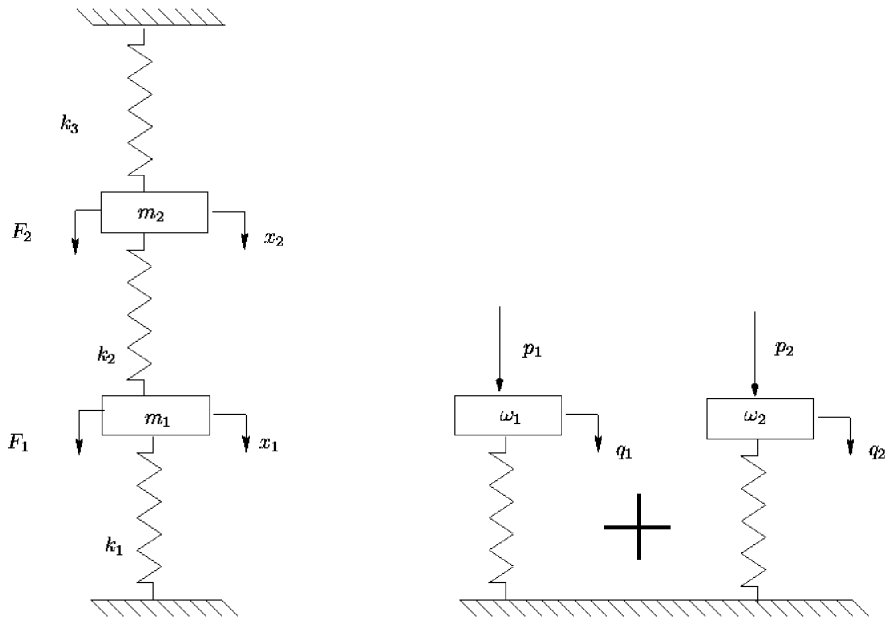 k₃
m₂
F₂
x₂
k₂
m₁
F₁
x₁
k₁
p₁
p₂
ω₁
ω₂
q₁
q₂